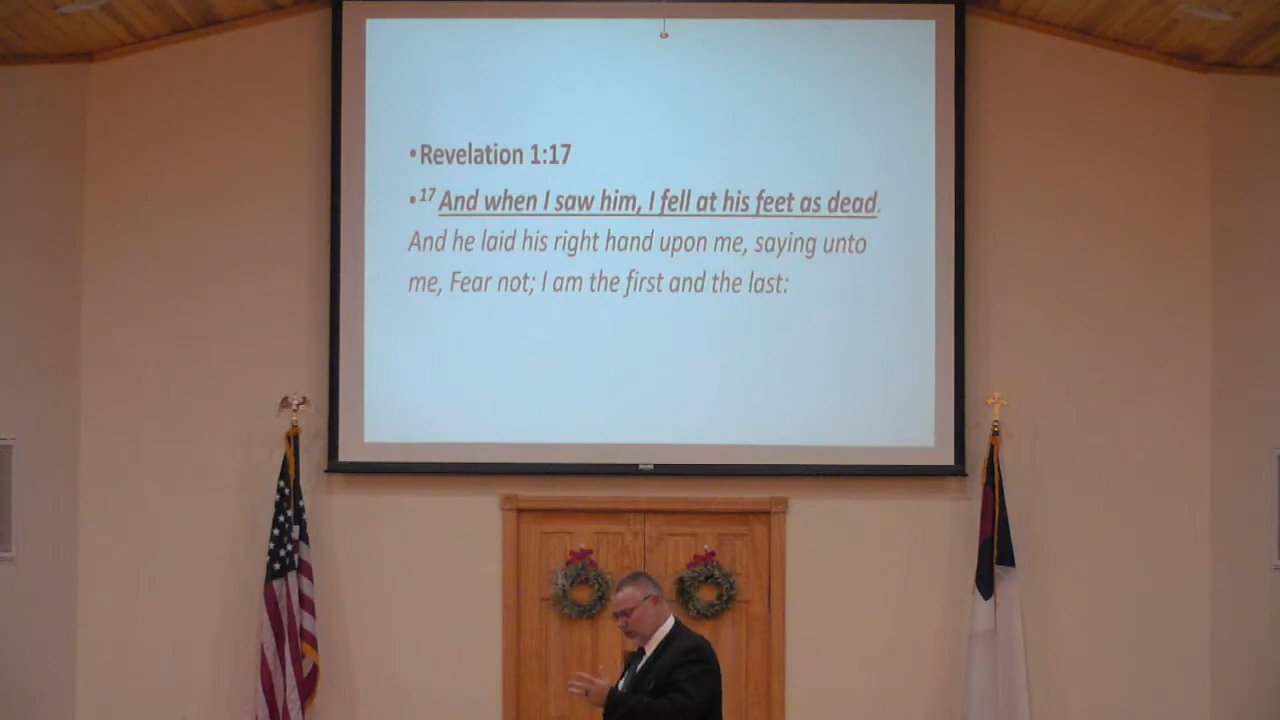 •Revelation 1:17
•17 And when I saw him, I fell at his feet as dead.
And he laid his right hand upon me, saying unto
me, Fear not; I am the first and the last: